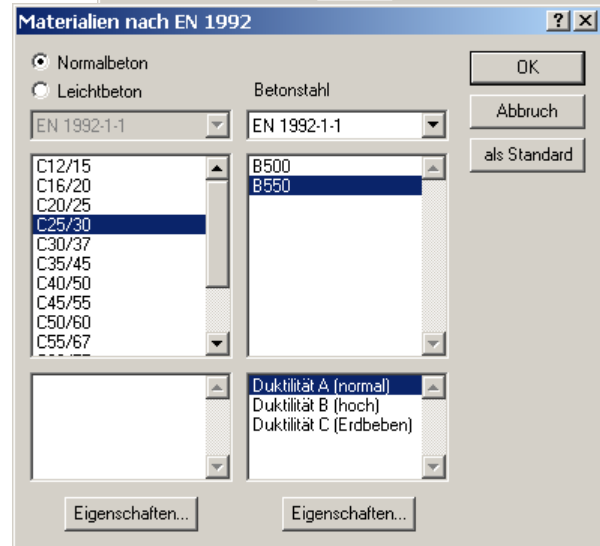 Materialien nach EN 1992
Normalbeton
Leichtbeton
Betonstahl
EN 1992-1-1
EN 1992-1-1
OK
Abbruch
als Standard
C12/15
C16/20
C20/25
C25/30
C30/37
C35/45
C40/50
C45/55
C50/60
C55/67
B500
B550
Duktilität A (normal)
Duktilität B (hoch)
Duktilität C (Erdbeben)
Eigenschaften...
Eigenschaften...